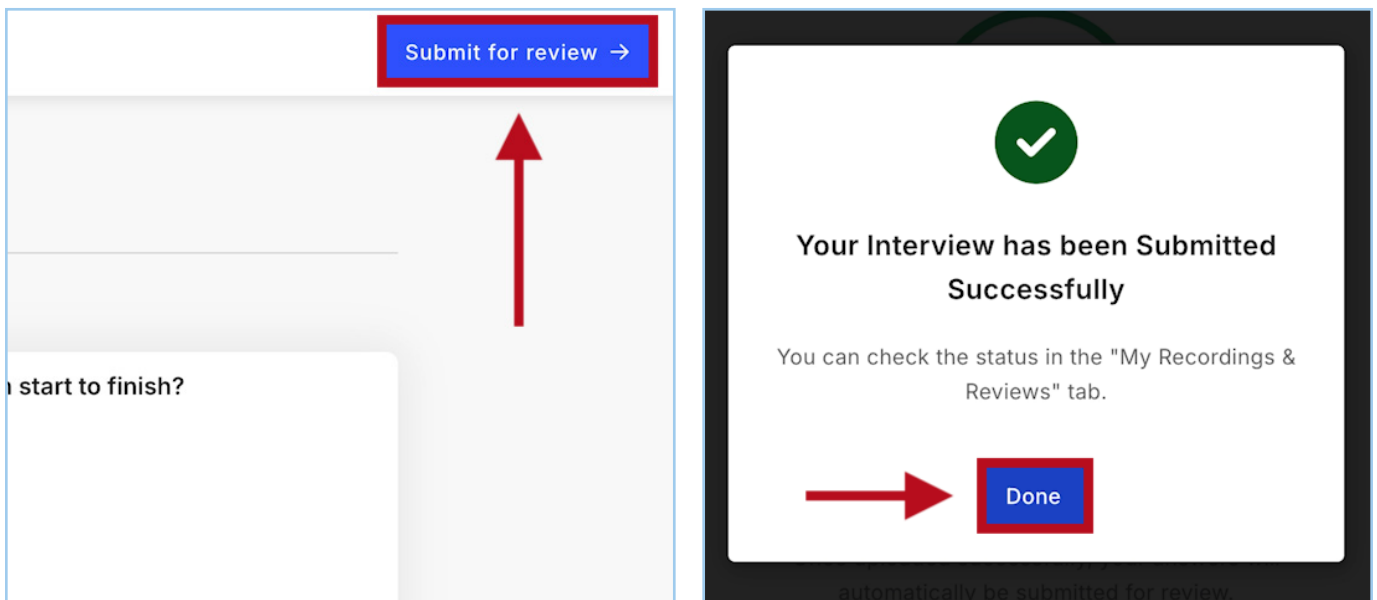 Submit for review →
start to finish?
Your Interview has been Submitted
Successfully
You can check the status in the "My Recordings &
Reviews" tab.
Done
automatically be submitted for review.